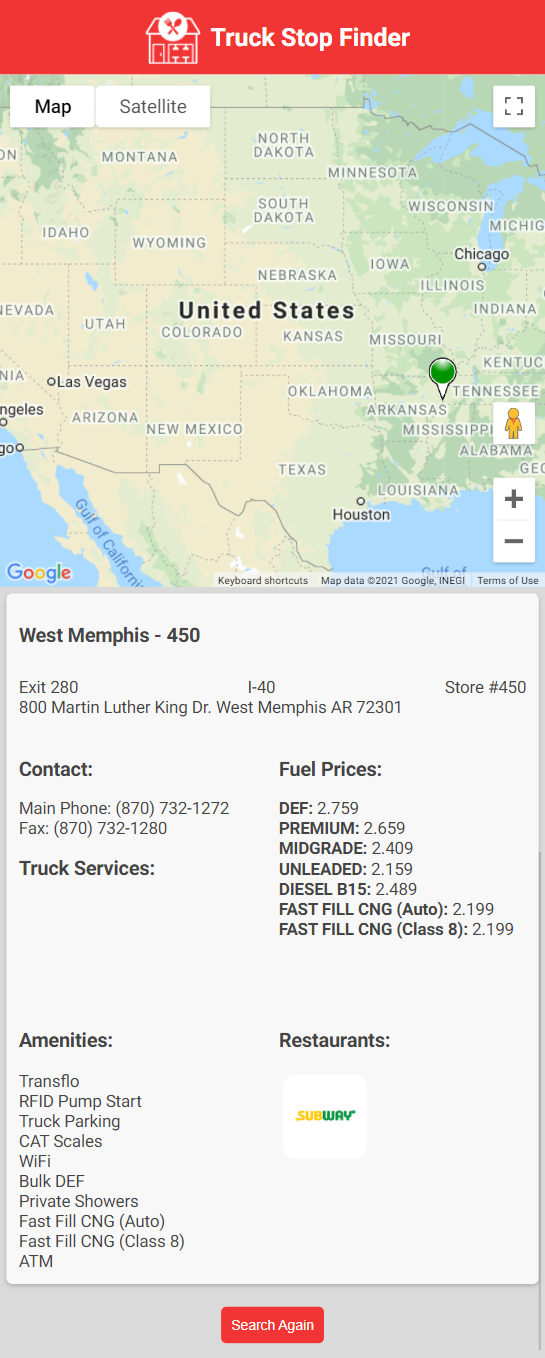 Truck Stop Finder
Map
Satellite
ON
MONTANA
NORTH
DAKOTA
MINNESOTA
SOUTH
DAKOTA
WISCONSIN
MICHIG
IDAHO
WYOMING
Chicago
IOWA
NEBRASKA
ILLINOIS
United States
INDIANA
NEVADA
UTAH
COLORADO
KANSAS
MISSOURI
KENTUC
NIA
Las Vegas
OKLAHOMA
TENNESSEE
ngeles
ARIZONA
NEW MEXICO
ARKANSAS
MISSISSIPPI
go
ALABAMA
GEO
TEXAS
LOUISIANA
Houston
Gulf of California
Gulf of
Google
Keyboard shortcuts
Map data ©2021 Google, INEGI
Terms of Use
West Memphis - 450
Exit 280 I-40 Store #450
800 Martin Luther King Dr. West Memphis AR 72301
Contact:
Main Phone: (870) 732-1272
Fax: (870) 732-1280
Truck Services:
Fuel Prices:
DEF: 2.759
PREMIUM: 2.659
MIDGRADE: 2.409
UNLEADED: 2.159
DIESEL B15: 2.489
FAST FILL CNG (Auto): 2.199
FAST FILL CNG (Class 8): 2.199
Amenities:
Transflo
RFID Pump Start
Truck Parking
CAT Scales
WiFi
Bulk DEF
Private Showers
Fast Fill CNG (Auto)
Fast Fill CNG (Class 8)
ATM
Restaurants:
SUBWAY
Search Again